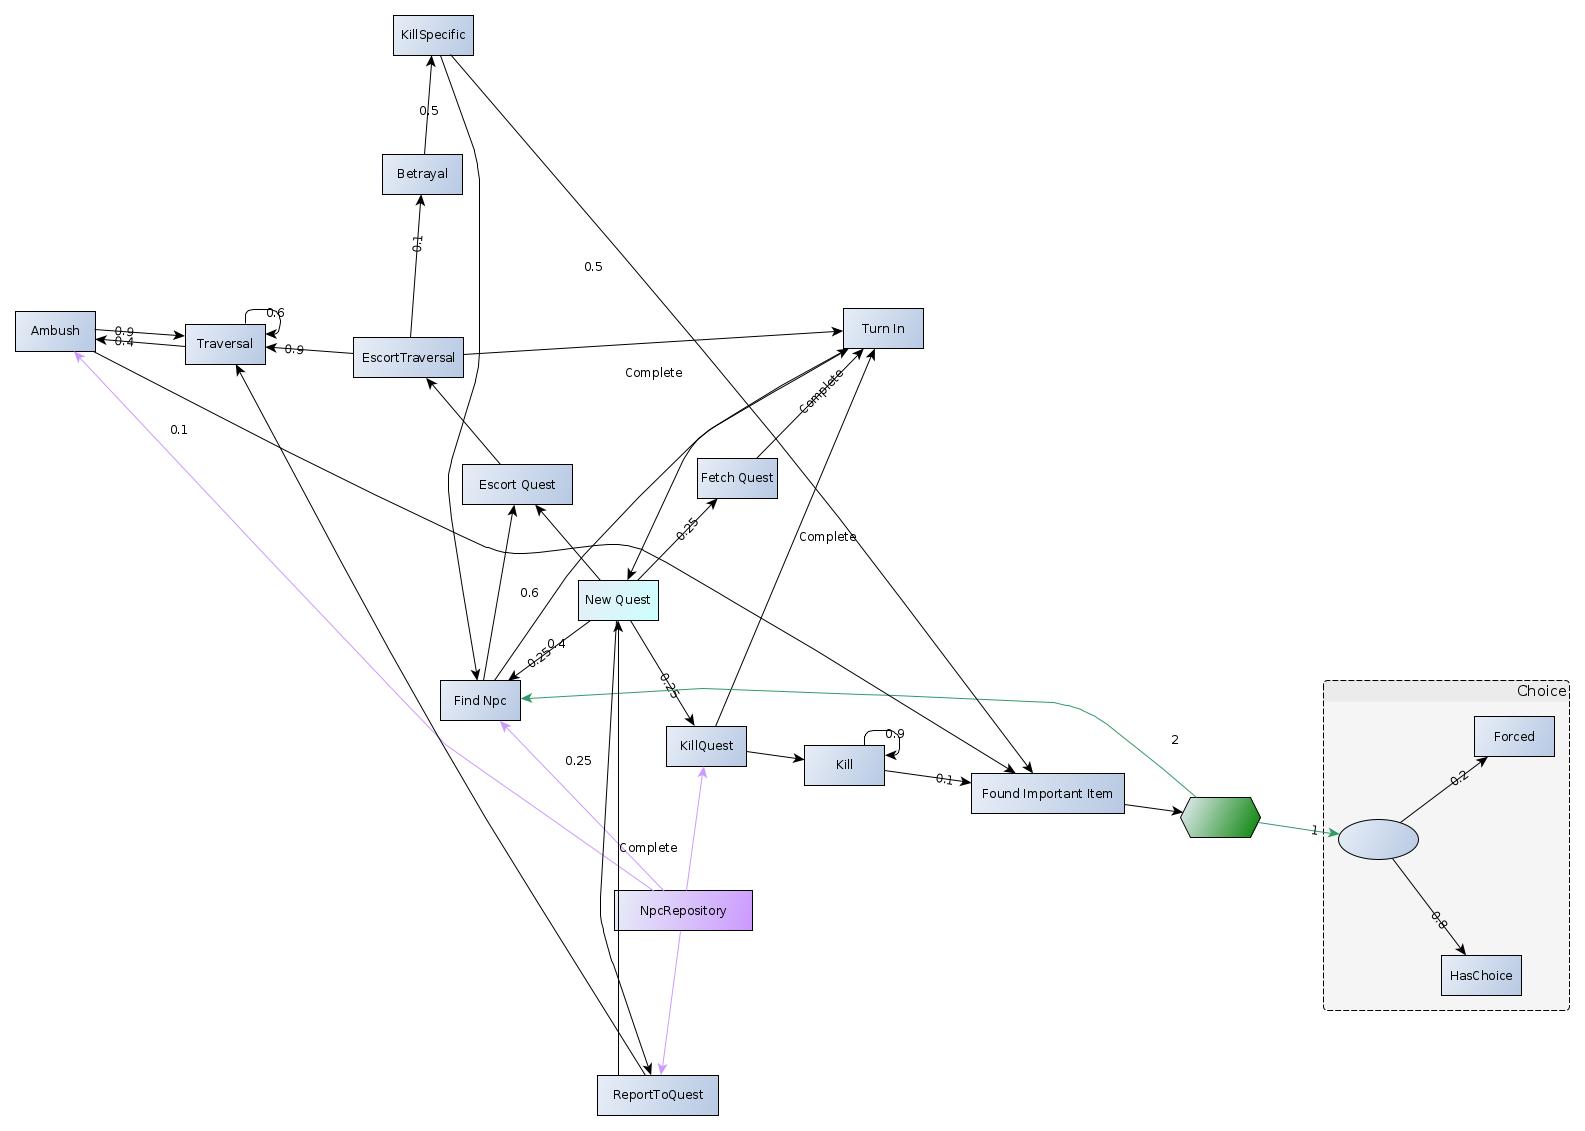 KillSpecific
0.5
Betrayal
0.1
0.5
Ambush
0.9
0.4
Traversal
0.6
0.9
EscortTraversal
Turn In
Complete
Complete
0.1
Escort Quest
Fetch Quest
0.25
Complete
0.6
New Quest
0.4
0.25
0.25
Find Npc
Choice
KillQuest
0.9
2
Forced
0.25
Kill
0.1
Found Important Item
0.2
1
Complete
NpcRepository
0.8
HasChoice
ReportToQuest